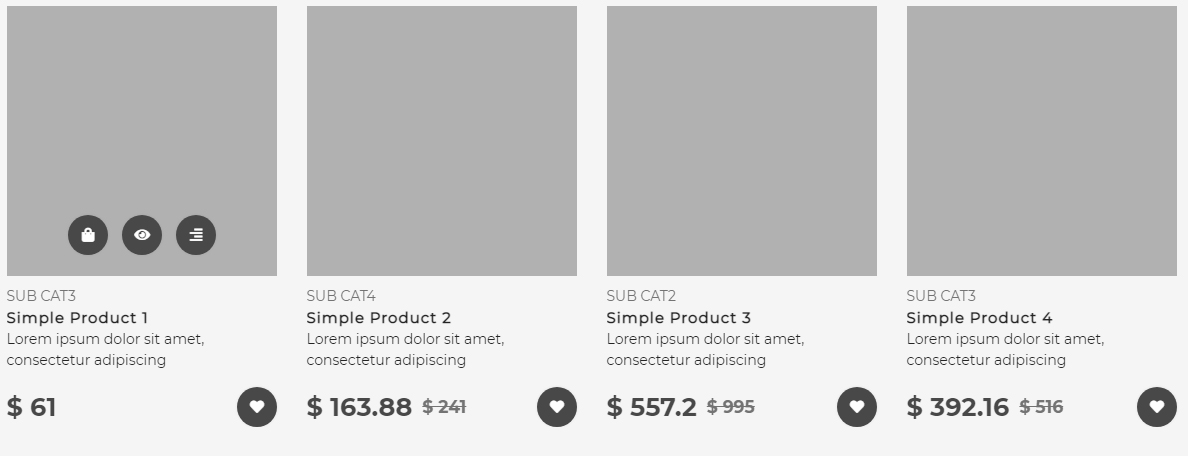 SUB CAT3
Simple Product 1
Lorem ipsum dolor sit amet,
consectetur adipiscing
$ 61
SUB CAT4
Simple Product 2
Lorem ipsum dolor sit amet,
consectetur adipiscing
$ 163.88 $ 241
SUB CAT2
Simple Product 3
Lorem ipsum dolor sit amet,
consectetur adipiscing
$ 557.2 $ 995
SUB CAT3
Simple Product 4
Lorem ipsum dolor sit amet,
consectetur adipiscing
$ 392.16 $ 516